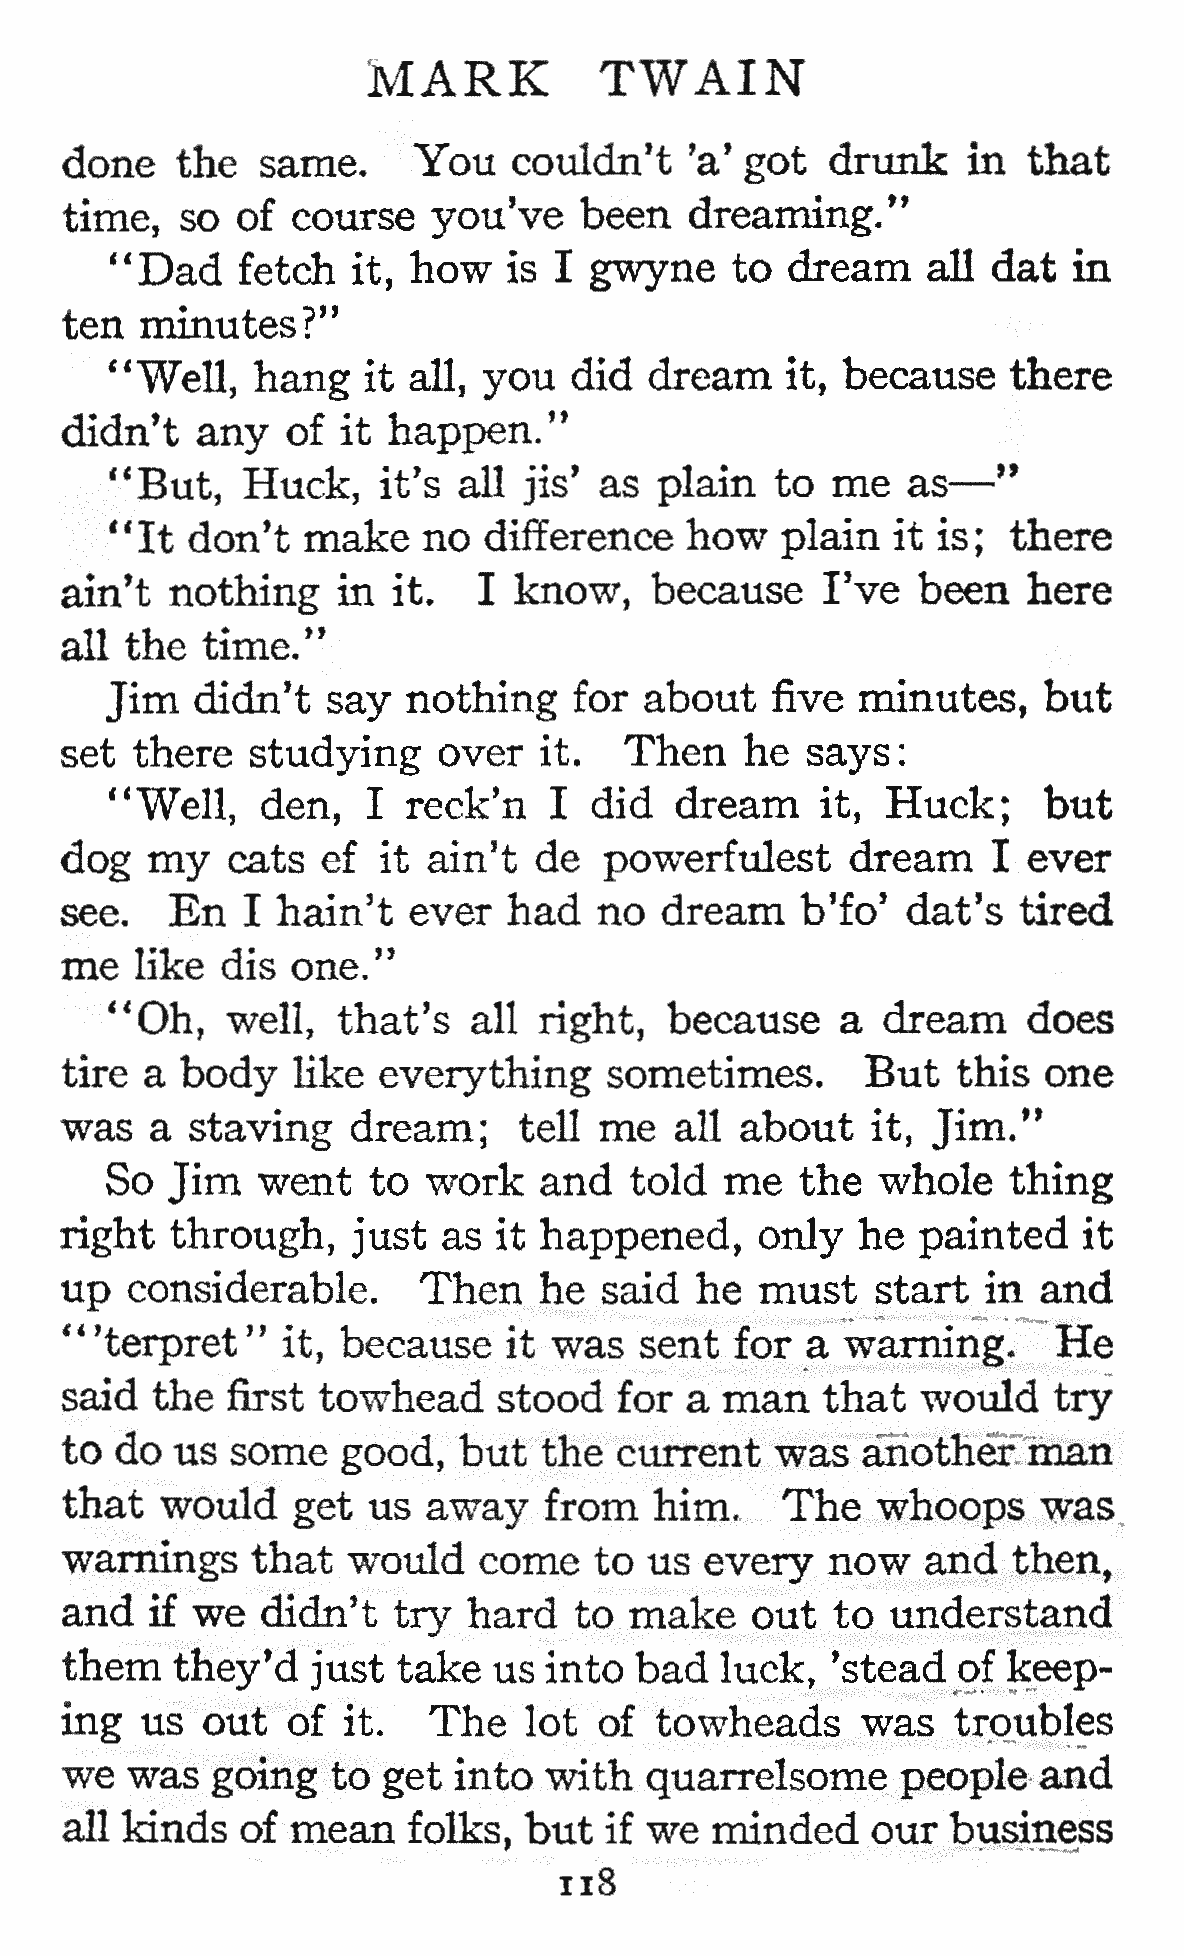 MARK TWAIN
done the same. You couldn't 'a' got drunk in that
time, so of course you've been dreaming."
"Dad fetch it, how is I gwyne to dream all dat in
ten minutes?"
"Well, hang it all, you did dream it, because there
didn't any of it happen."
"But, Huck, it's all jis' as plain to me as—"
"It don't make no difference how plain it is; there
ain't nothing in it. I know, because I've been here
all the time."
Jim didn't say nothing for about five minutes, but
set there studying over it. Then he says:
"Well, den, I reck'n I did dream it, Huck; but
dog my cats ef it ain't de powerfulest dream I ever
see. En I hain't ever had no dream b'fo' dat's tired
me like dis one."
"Oh, well, that's all right, because a dream does
tire a body like everything sometimes. But this one
was a staving dream; tell me all about it, Jim."
So Jim went to work and told me the whole thing
right through, just as it happened, only he painted it
up considerable. Then he said he must start in and
"'terpret" it, because it was sent for a warning. He
said the first towhead stood for a man that would try
to do us some good, but the current was another man
that would get us away from him. The whoops was
warnings that would come to us every now and then,
and if we didn't try hard to make out to understand
them they'd just take us into bad luck, 'stead of keep-
ing us out of it. The lot of towheads was troubles
we was going to get into with quarrelsome people and
all kinds of mean folks, but if we minded our business
118